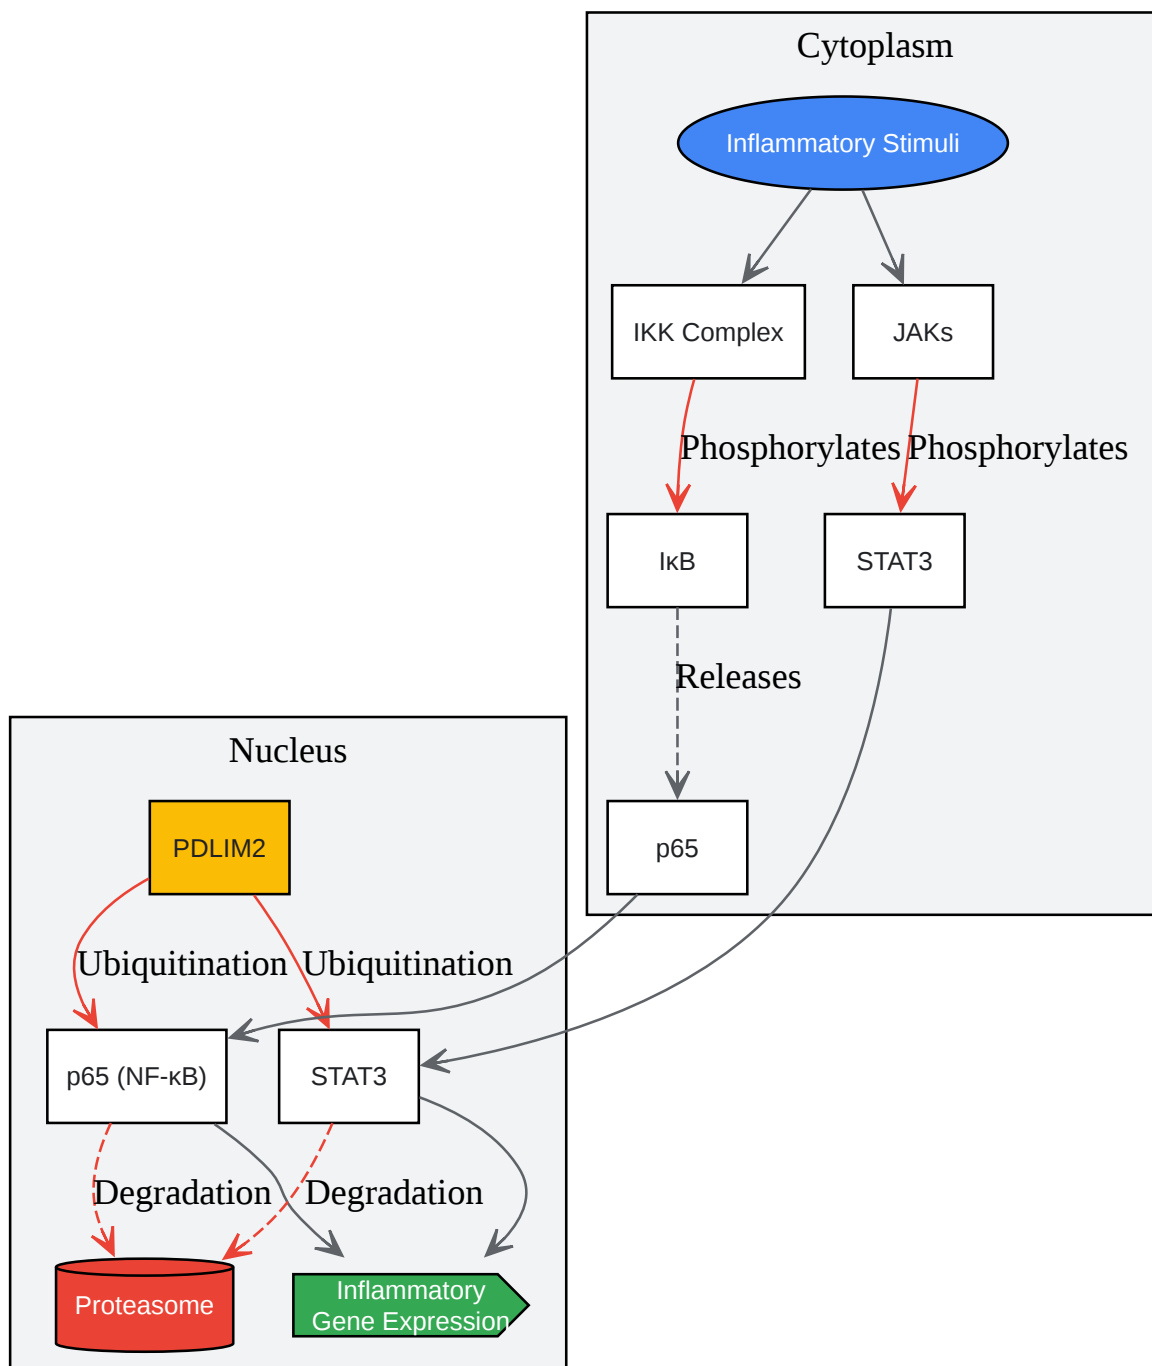 Cytoplasm
Inflammatory Stimuli
IKK Complex
JAKs
Phosphorylates
Phosphorylates
IκB
STAT3
Releases
p65
Nucleus
PDLIM2
Ubiquitination
Ubiquitination
p65 (NF-κB)
STAT3
Degradation
Degradation
Proteasome
Inflammatory
Gene Expression